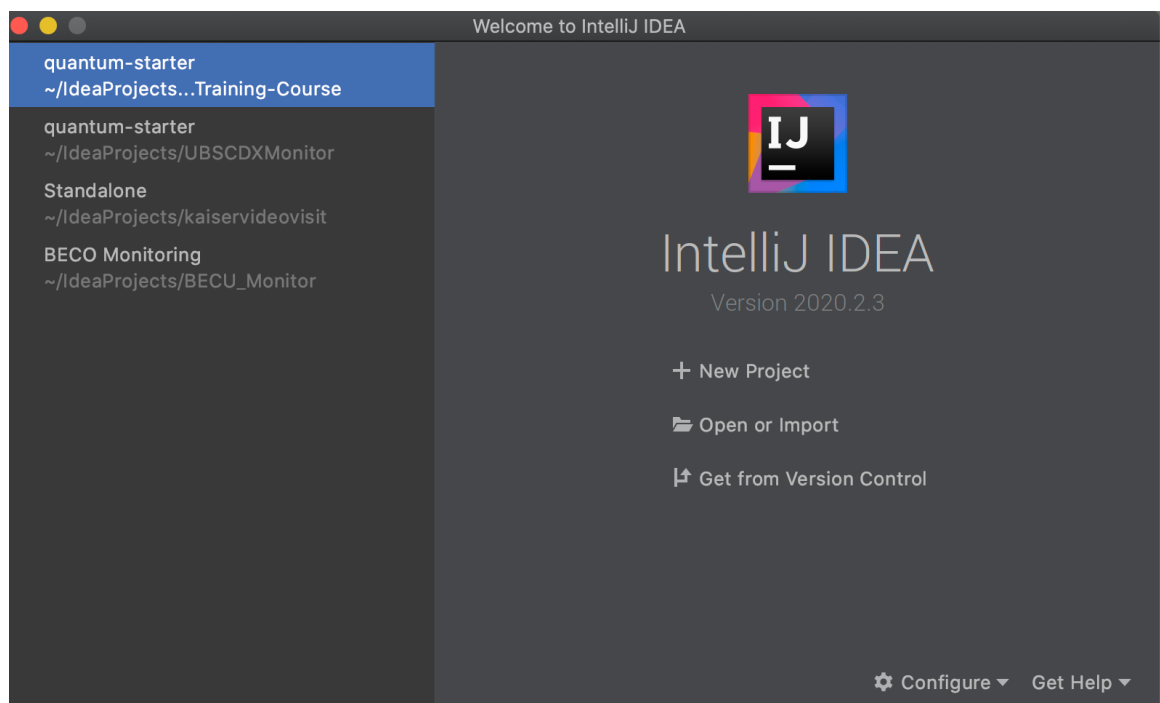 Welcome to IntelliJ IDEA
quantum-starter
~/IdeaProjects...Training-Course
quantum-starter
~/IdeaProjects/UBSCDXMonitor
Standalone
~/IdeaProjects/kaiservideovisit
BECO Monitoring
~/IdeaProjects/BECU_Monitor
IJ
IntelliJ IDEA
Version 2020.2.3
New Project
Open or Import
Get from Version Control
Configure
Get Help